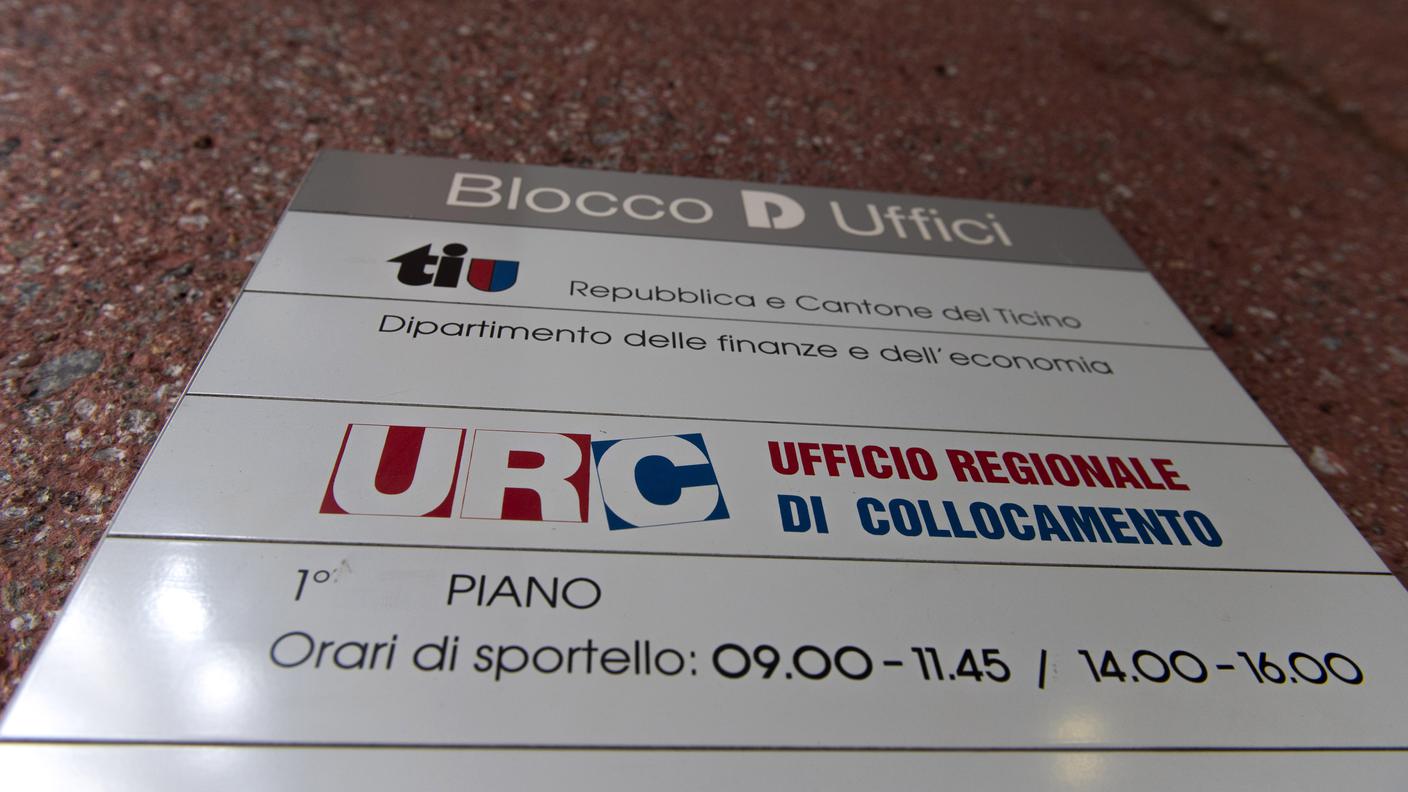 Blocco D Uffici
ti Repubblica e Cantone del Ticino
Dipartimento delle finanze e dell'economia
URC UFFICIO REGIONALE
DI COLLOCAMENTO
1° PIANO
Orari di sportello: 09.00-11.45 / 14.00-16.00